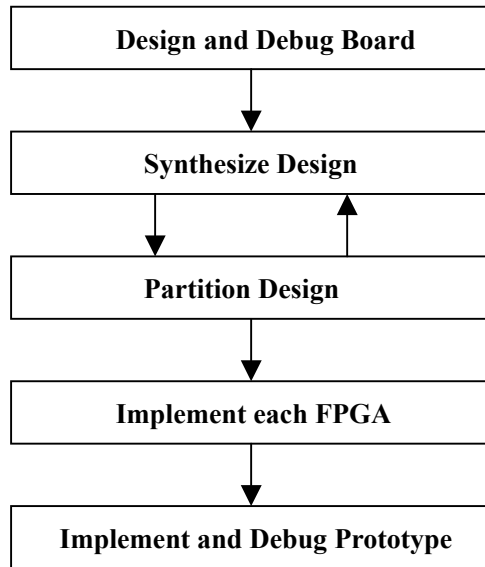 Design and Debug Board
Synthesize Design
Partition Design
Implement each FPGA
Implement and Debug Prototype